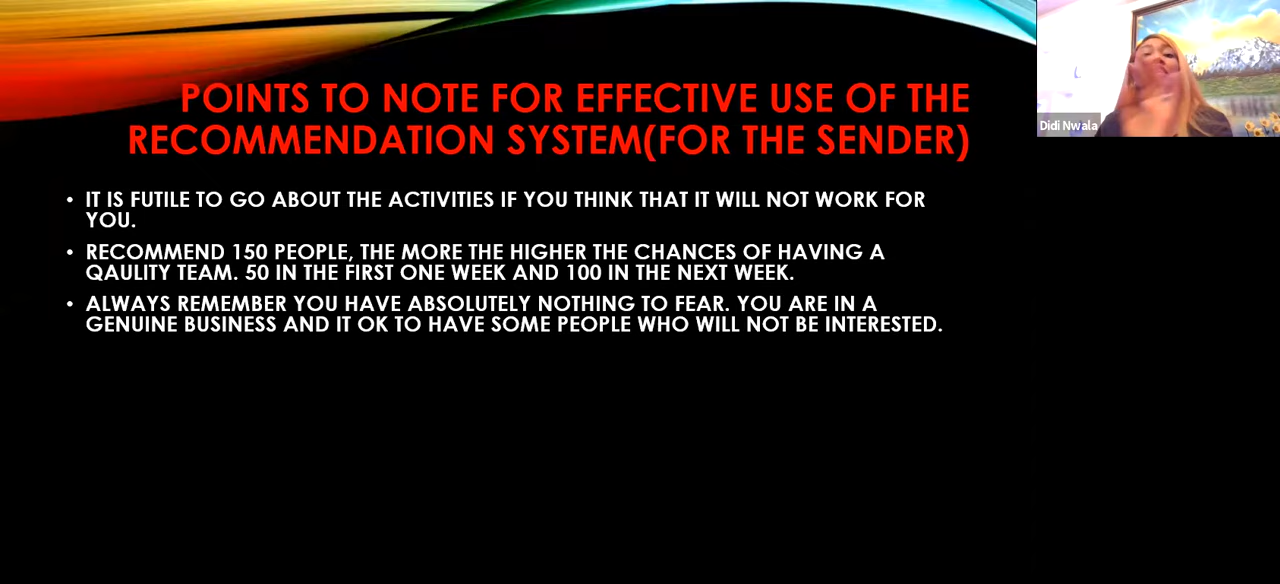 POINTS TO NOTE FOR EFFECTIVE USE OF THE
RECOMMENDATION SYSTEM(FOR THE SENDER)
Didi Nwala
• IT IS FUTILE TO GO ABOUT THE ACTIVITIES IF YOU THINK THAT IT WILL NOT WORK FOR
YOU.
• RECOMMEND 150 PEOPLE, THE MORE THE HIGHER THE CHANCES OF HAVING A
QAULITY TEAM. 50 IN THE FIRST ONE WEEK AND 100 IN THE NEXT WEEK.
• ALWAYS REMEMBER YOU HAVE ABSOLUTELY NOTHING TO FEAR. YOU ARE IN A
GENUINE BUSINESS AND IT OK TO HAVE SOME PEOPLE WHO WILL NOT BE INTERESTED.